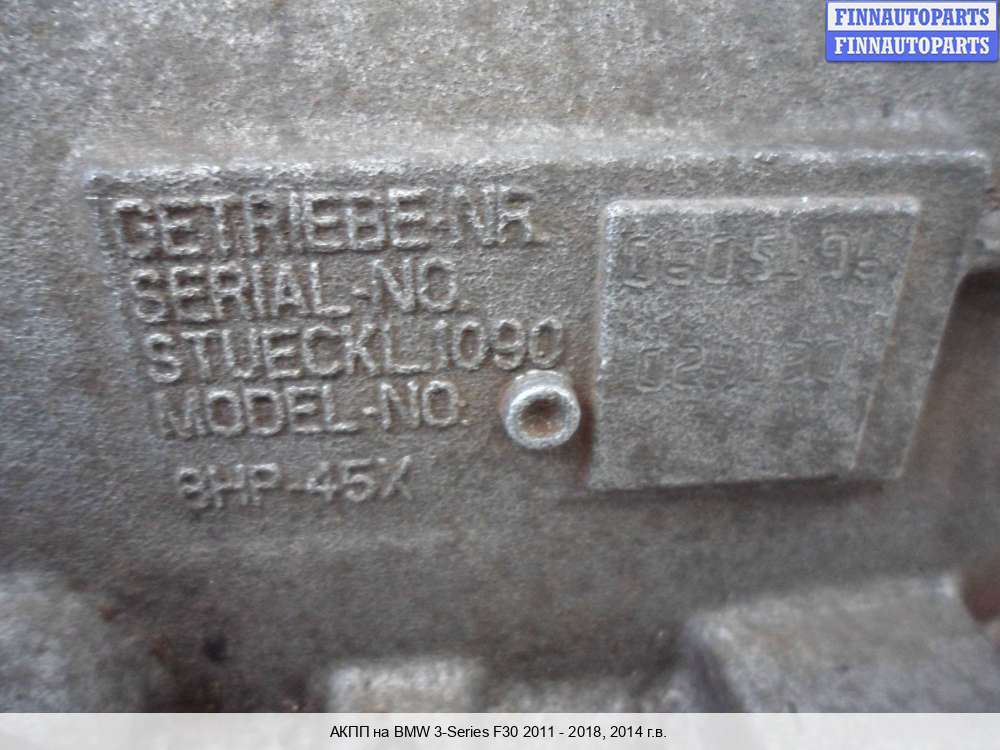 FINNAUTOPARTS
FINNAUTOPARTS
GETRIEBE-NR.
SERIAL-NO.
STUECKL.1090
MODEL-NO.
8HP-45X
АКПП на BMW 3-Series F30 2011 - 2018, 2014 г.в.